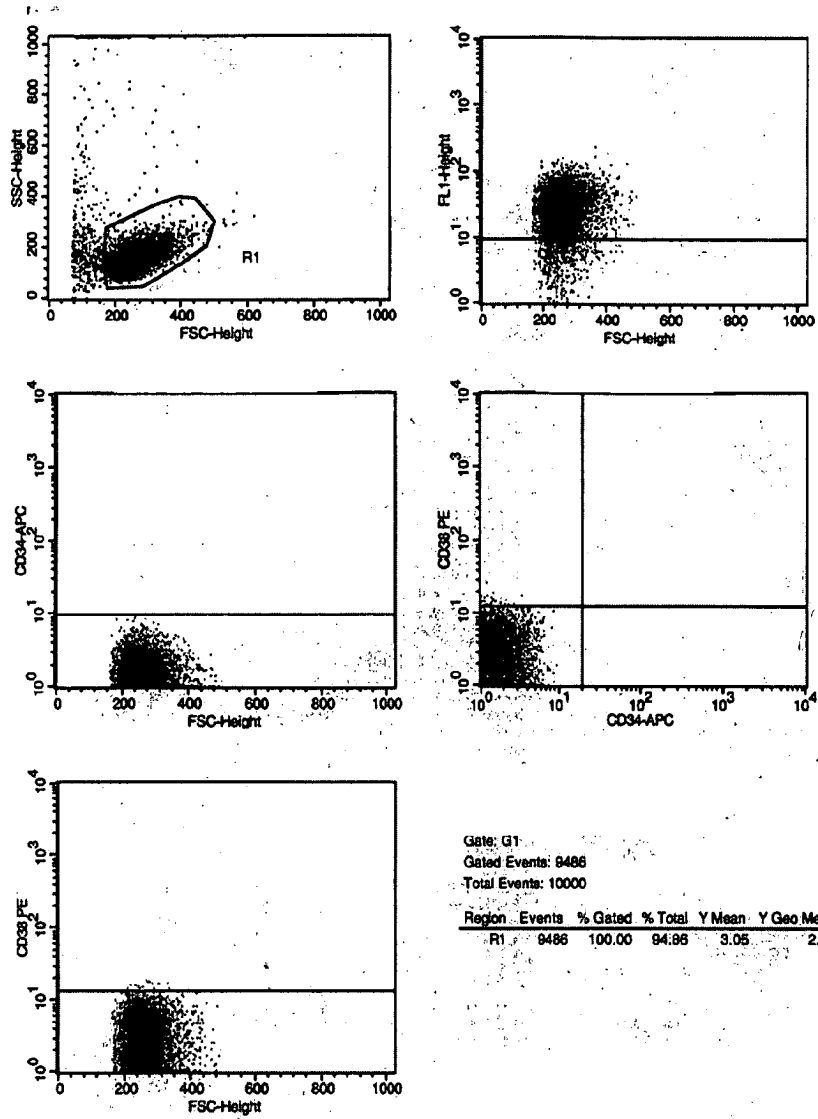 SSC-Height
0 200 400 600 800 1000
R1
0 200 400 600 800 1000
FSC-Height
FL1-Height
10^0 10^1 10^2 10^3 10^4
0 200 400 600 800 1000
FSC-Height
CD34-APC
10^0 10^1 10^2 10^3 10^4
0 200 400 600 800 1000
FSC-Height
CD38 PE
10^0 10^1 10^2 10^3 10^4
10^0 10^1 10^2 10^3 10^4
CD34-APC
CD38 PE
10^0 10^1 10^2 10^3 10^4
0 200 400 600 800 1000
FSC-Height
Gate: G1
Gated Events: 9486
Total Events: 10000
Region Events % Gated % Total Y Mean Y Geo Me
R1 9486 100.00 94.86 3.05 2.